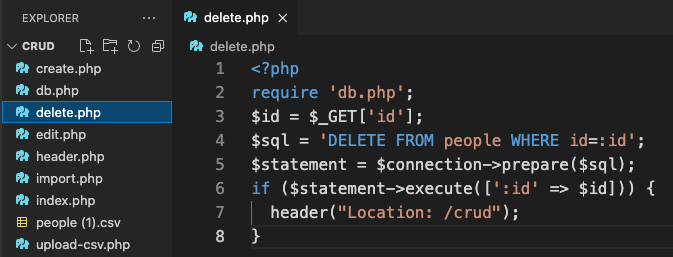 EXPLORER
···
delete.php ×
CRUD
create.php
db.php
delete.php
edit.php
header.php
import.php
index.php
people (1).csv
upload-csv.php
delete.php
1 <?php
2 require 'db.php';
3 $id = $_GET['id'];
4 $sql = 'DELETE FROM people WHERE id=:id';
5 $statement = $connection->prepare($sql);
6 if ($statement->execute([':id' => $id])) {
7   header("Location: /crud");
8 }